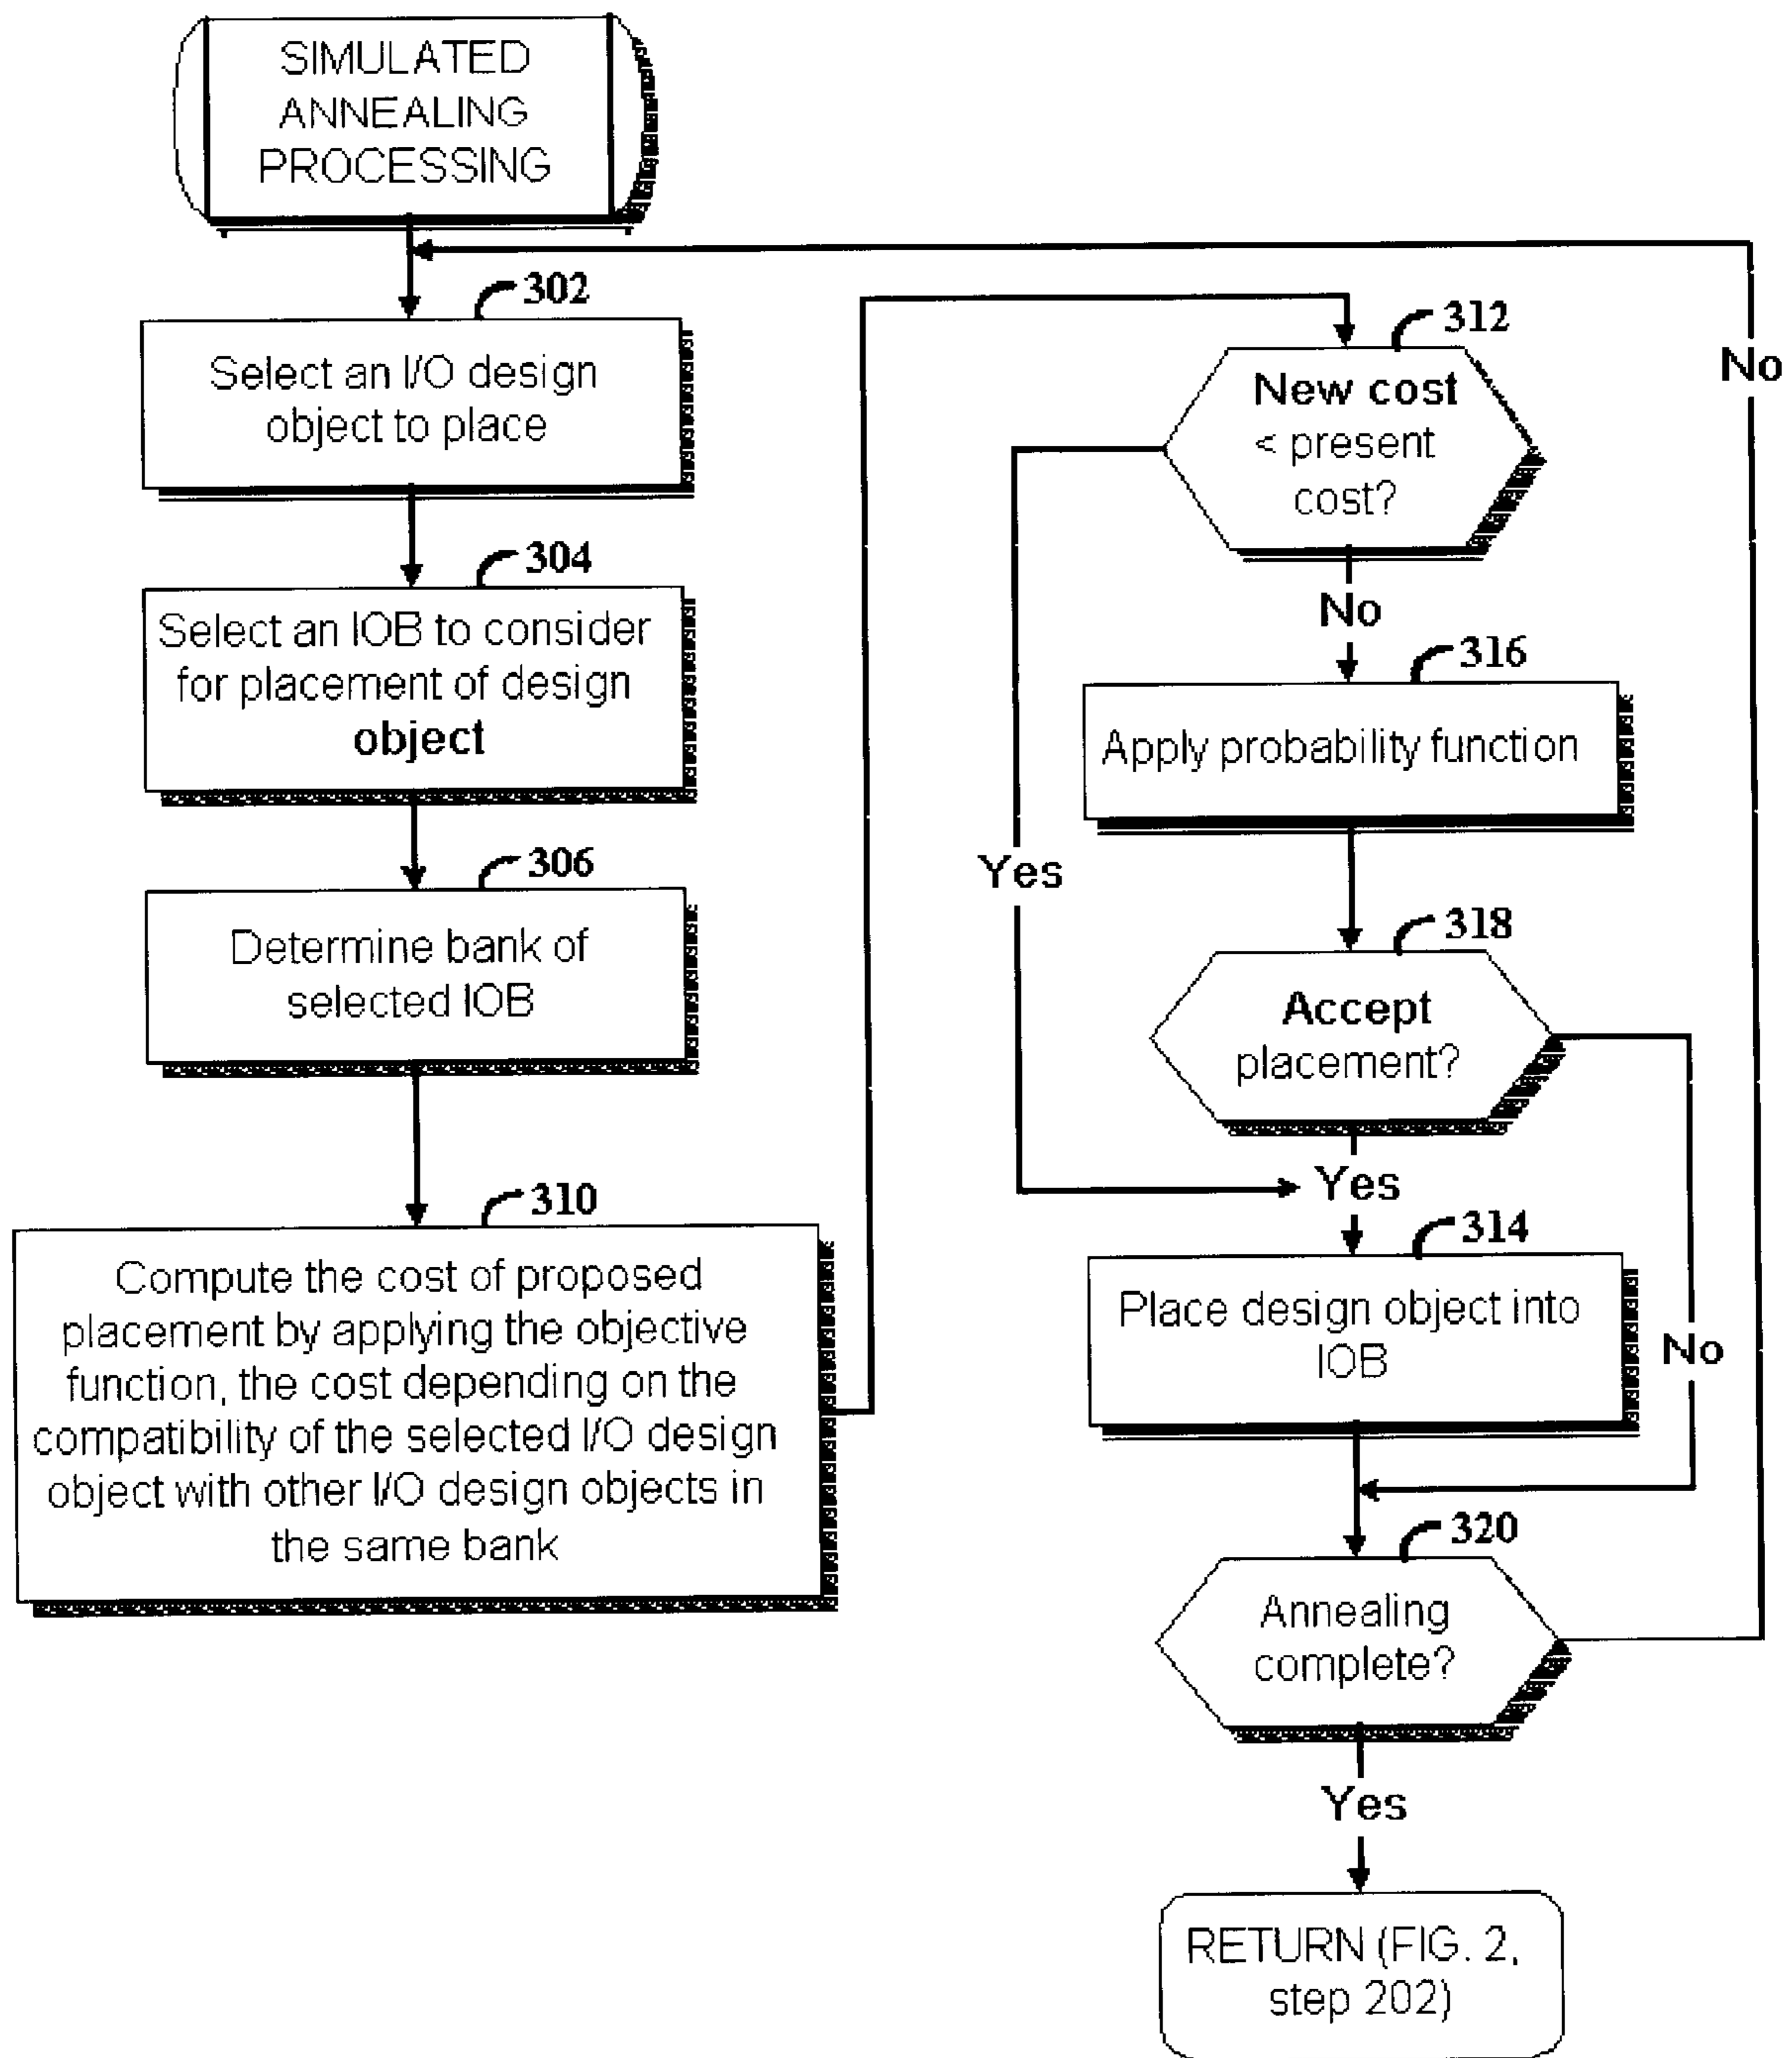 SIMULATED
ANNEALING
PROCESSING
302
Select an I/O design
object to place
304
Select an IOB to consider
for placement of design
object
306
Determine bank of
selected IOB
310
Compute the cost of proposed
placement by applying the objective
function, the cost depending on the
compatibility of the selected I/O design
object with other I/O design objects in
the same bank
312
New cost
< present
cost?
No
Yes
316
Apply probability function
318
Accept
placement?
Yes
No
314
Place design object into
IOB
320
Annealing
complete?
No
Yes
RETURN (FIG. 2,
step 202)